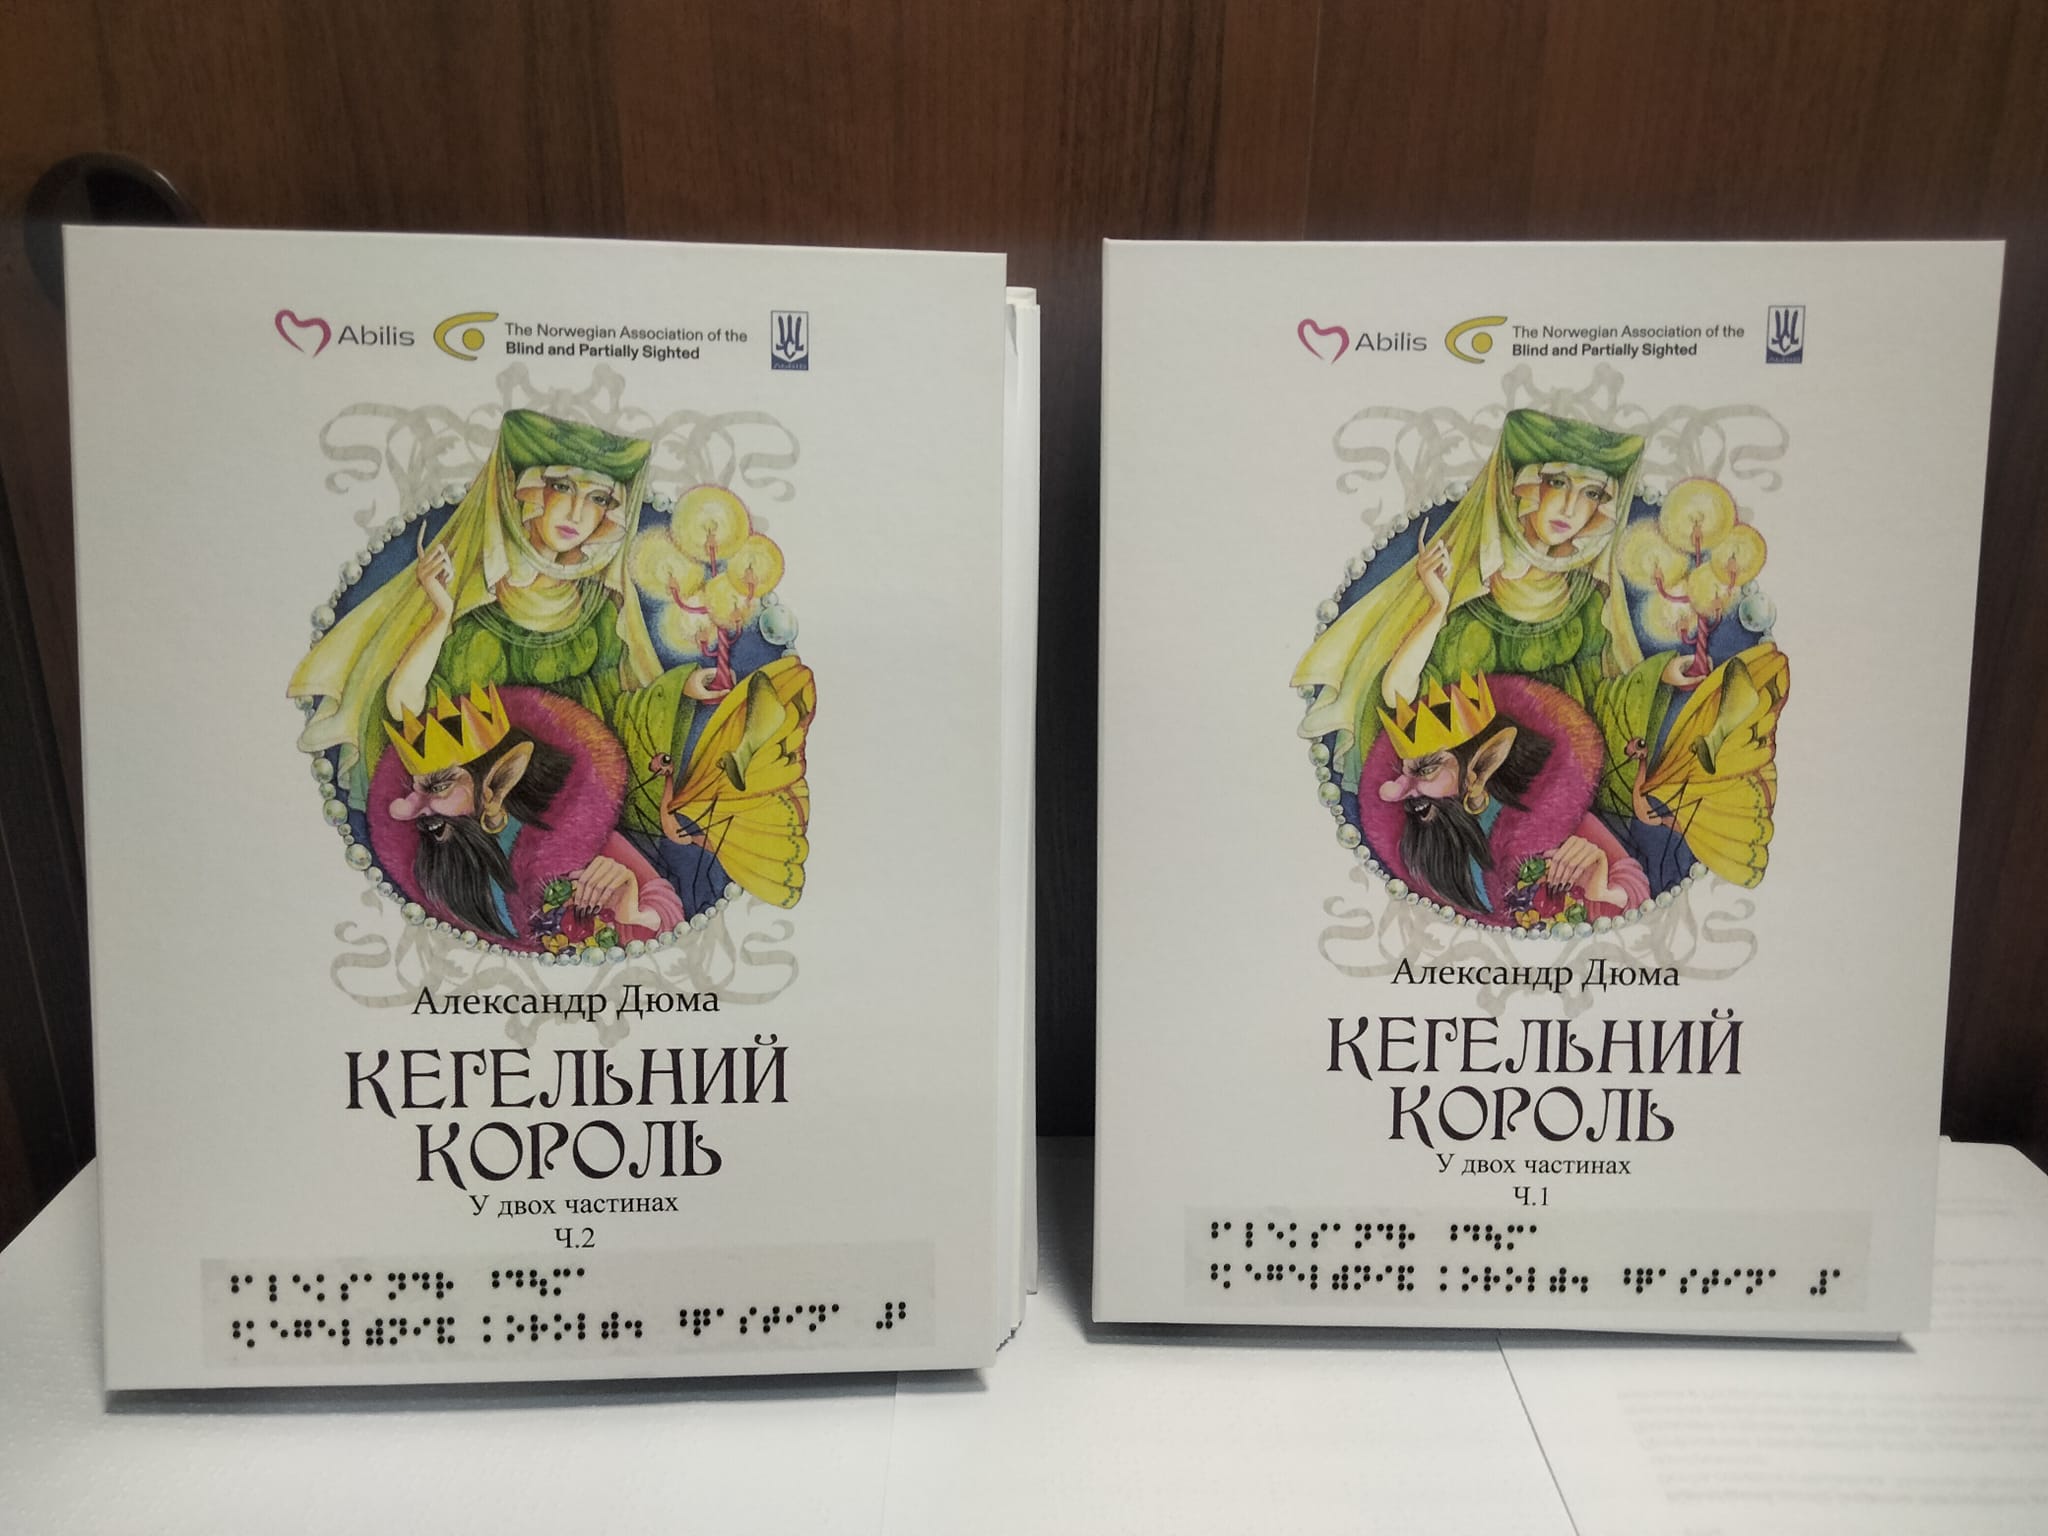 Abilis The Norwegian Association of the
Blind and Partially Sighted
Александр Дюма
КЕГЕЛЬНИЙ
КОРОЛЬ
У двох частинах
Ч.2
Abilis The Norwegian Association of the
Blind and Partially Sighted
Александр Дюма
КЕГЕЛЬНИЙ
КОРОЛЬ
У двох частинах
Ч.1